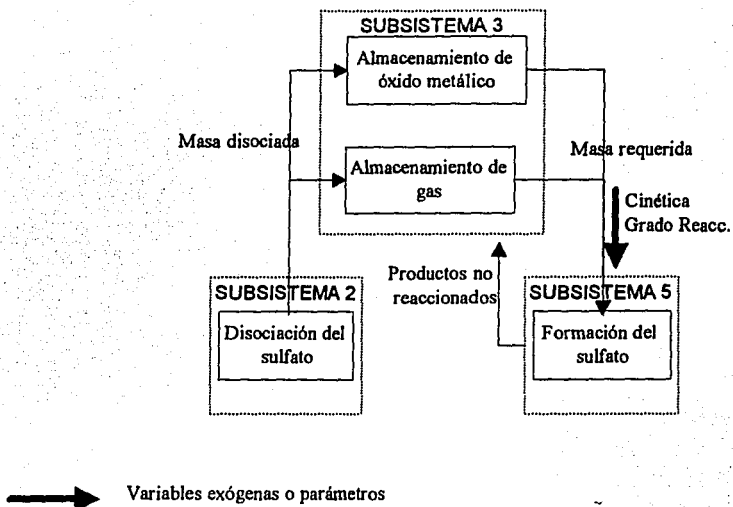 SUBSISTEMA 3
Almacenamiento de
óxido metálico
Masa disociada
Almacenamiento de
gas
Masa requerida
Cinética
Grado Reacc.
Productos no
reaccionados
SUBSISTEMA 2
Disociación del
sulfato
SUBSISTEMA 5
Formación del
sulfato
Variables exógenas o parámetros